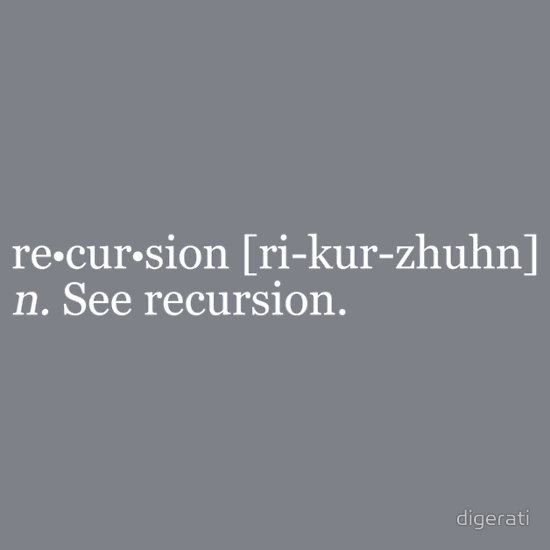 re•cur•sion [ri-kur-zhuhn]
n. See recursion.
digerati